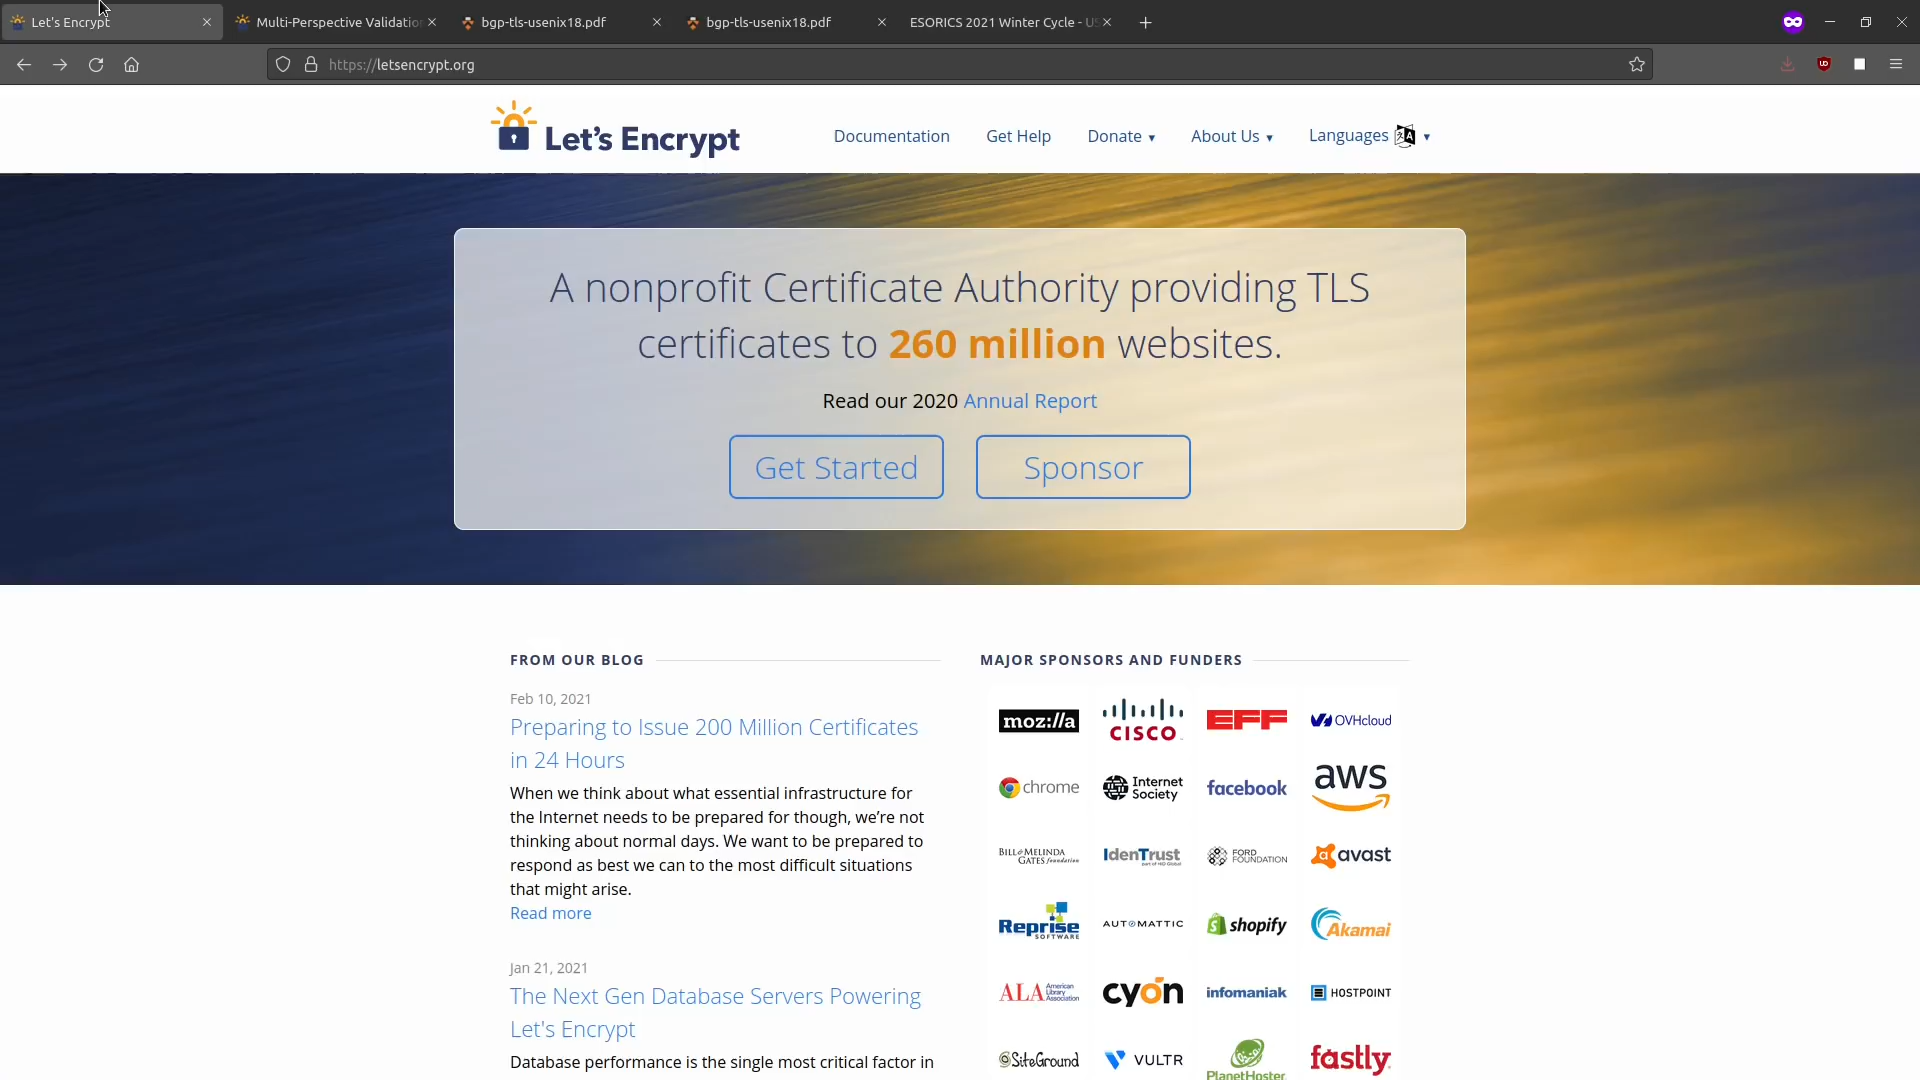 Let's Encrypt
Multi-Perspective Validatio
bgp-tls-usenix18.pdf
bgp-tls-usenix18.pdf
ESORICS 2021 Winter Cycle - US
https://letsencrypt.org
Let's Encrypt
Documentation
Get Help
Donate ▼
About Us ▼
Languages ▼
A nonprofit Certificate Authority providing TLS
certificates to 260 million websites.
Read our 2020 Annual Report
Get Started
Sponsor
FROM OUR BLOG
Feb 10, 2021
Preparing to Issue 200 Million Certificates
in 24 Hours
When we think about what essential infrastructure for
the Internet needs to be prepared for though, we’re not
thinking about normal days. We want to be prepared to
respond as best we can to the most difficult situations
that might arise.
Read more
Jan 21, 2021
The Next Gen Database Servers Powering
Let's Encrypt
Database performance is the single most critical factor in
MAJOR SPONSORS AND FUNDERS
moz://a
CISCO
EFF
OVHcloud
chrome
Internet
Society
facebook
aws
BILL & MELINDA
GATES foundation
IdenTrust
part of HID Global
FORD
FOUNDATION
avast
Reprise
SOFTWARE
AUTOMATTIC
shopify
Akamai
ALA American
Library
Association
cyon
infomaniak
HOSTPOINT
SiteGround
VULTR
PlanetHoster
fastly